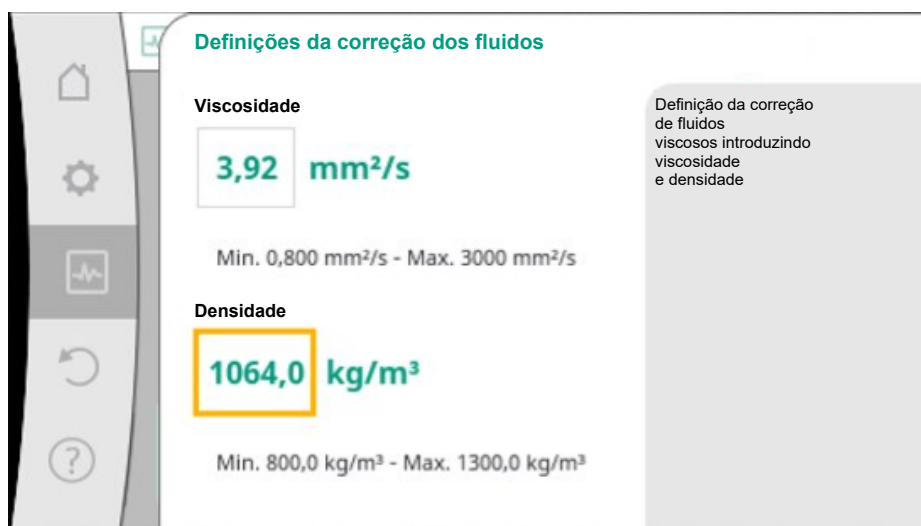 Definições da correção dos fluidos
Viscosidade
3,92 mm²/s
Min. 0,800 mm²/s - Max. 3000 mm²/s
Densidade
1064,0 kg/m³
Min. 800,0 kg/m³ - Max. 1300,0 kg/m³
Definição da correção
de fluidos
viscosos introduzindo
viscosidade
e densidade
?